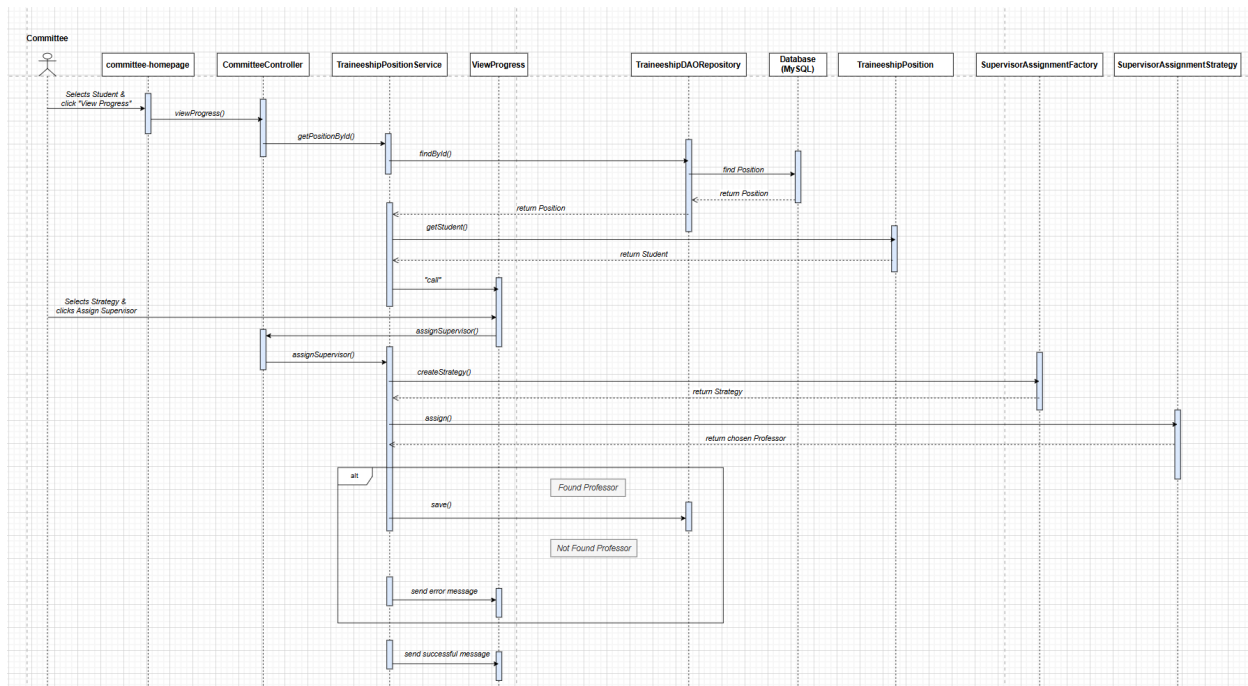 Committee
committee-homepage
CommitteeController
TraineeshipPositionService
ViewProgress
TraineeshipDAORepository
Database
(MySQL)
TraineeshipPosition
SupervisorAssignmentFactory
SupervisorAssignmentStrategy
Selects Student &
click "View Progress"
viewProgress()
getPositionById()
findById()
find Position
return Position
return Position
getStudent()
return Student
"call"
Selects Strategy &
clicks Assign Supervisor
assignSupervisor()
assignSupervisor()
createStrategy()
return Strategy
assign()
return chosen Professor
alt
Found Professor
save()
Not Found Professor
send error message
send successful message